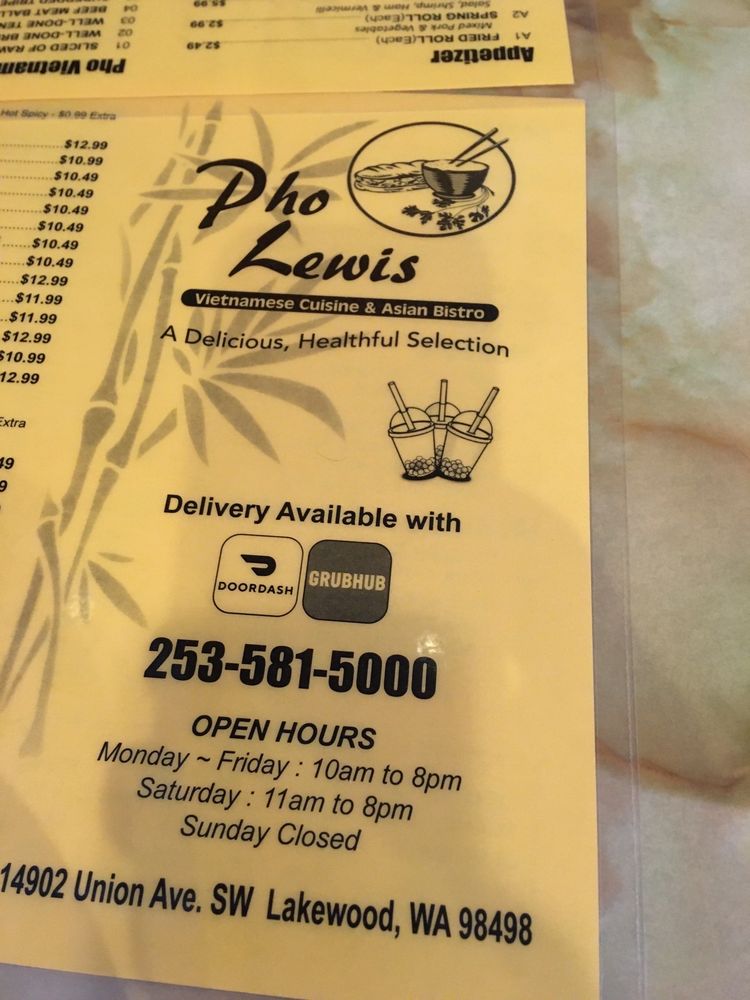 Appetizer
A1 FRIED ROLL(Each) $2.49
Mixed Pork & Vegetables
A2 SPRING ROLL(Each) $2.99
Salad, Shrimp, Ham & Vermicelli
$5.99
Pho Vietnam
01 SLICED OF RAW
02 WELL-DONE BR
03 WELL-DONE TEN
04 BEEF MEAT BALL
Hot Spicy - $0.99 Extra
$12.99
$10.99
$10.49
$10.49
$10.49
$10.49
$10.49
$10.49
$12.99
$11.99
$11.99
$12.99
$10.99
12.99
Extra
49
9
Pho
Lewis
Vietnamese Cuisine & Asian Bistro
A Delicious, Healthful Selection
Delivery Available with
DOORDASH GRUBHUB
253-581-5000
OPEN HOURS
Monday ~ Friday : 10am to 8pm
Saturday : 11am to 8pm
Sunday Closed
14902 Union Ave. SW Lakewood, WA 98498